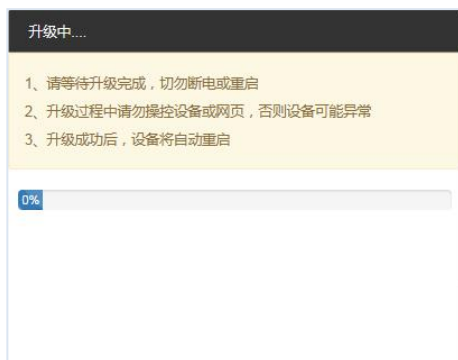 升级中....
1、请等待升级完成，切勿断电或重启
2、升级过程中请勿操控设备或网页，否则设备可能异常
3、升级成功后，设备将自动重启
0%